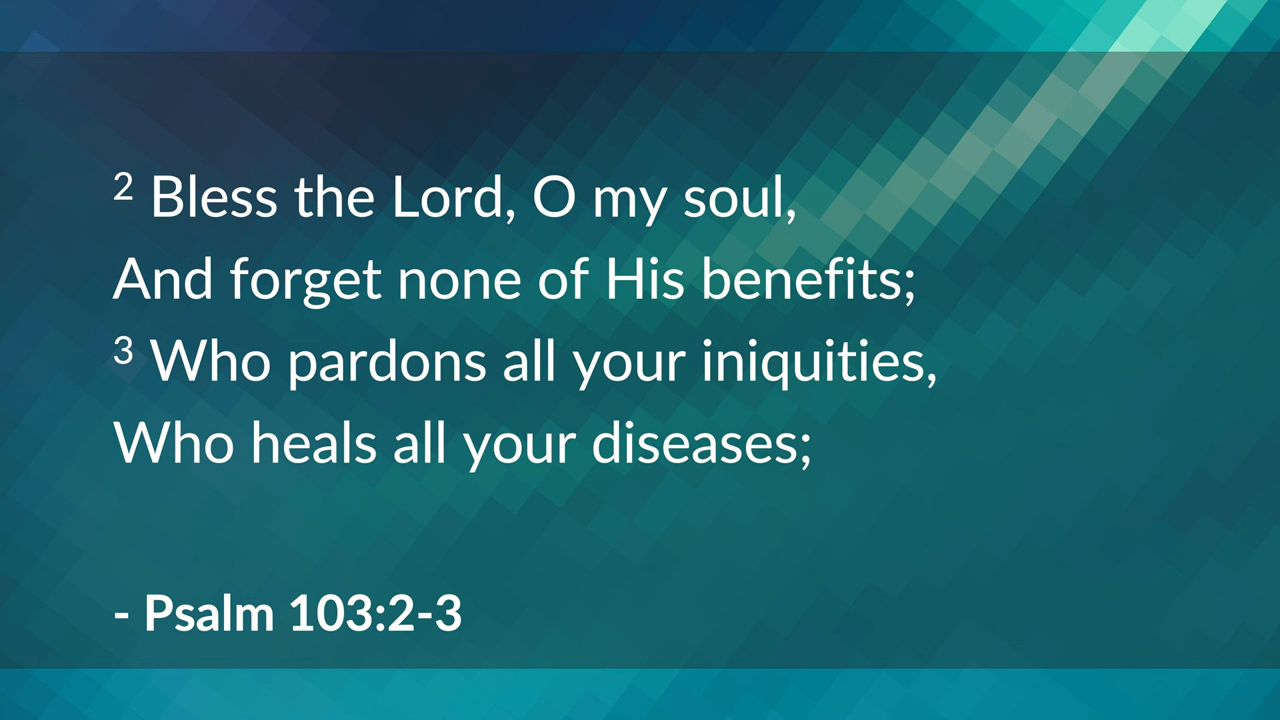 2 Bless the Lord, O my soul,
And forget none of His benefits;
3 Who pardons all your iniquities,
Who heals all your diseases;
- Psalm 103:2-3